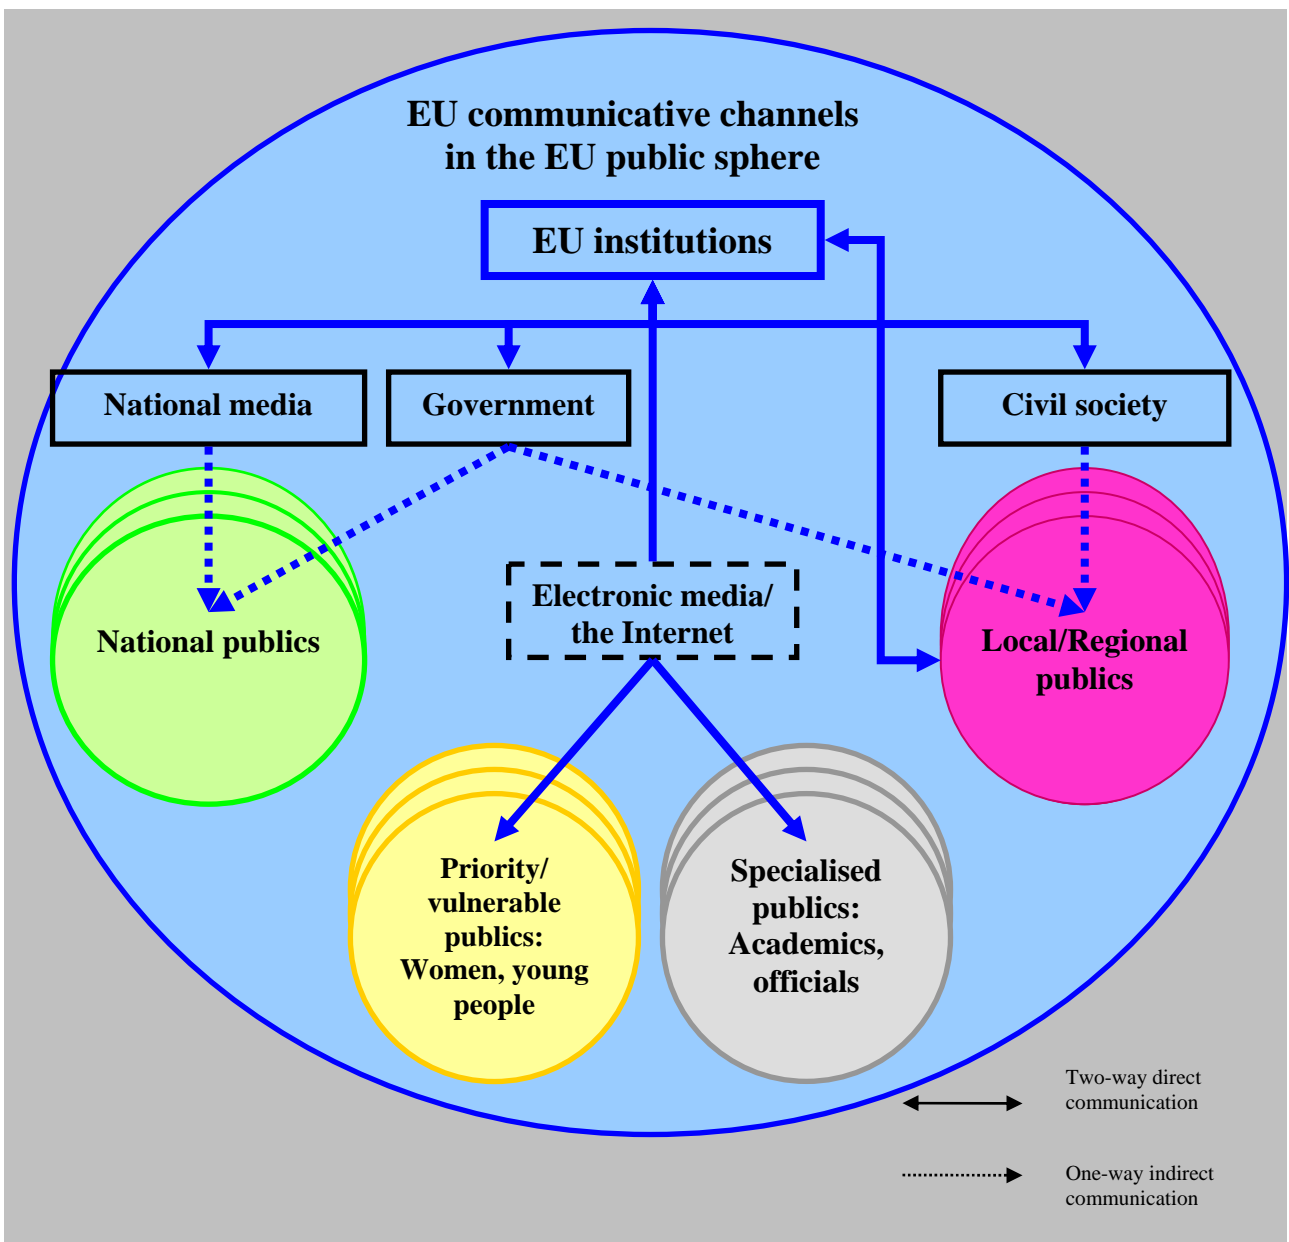 EU communicative channels
in the EU public sphere
EU institutions
National media
Government
Civil society
Electronic media/
the Internet
National publics
Local/Regional
publics
Priority/
vulnerable
publics:
Women, young
people
Specialised
publics:
Academics,
officials
Two-way direct
communication
One-way indirect
communication